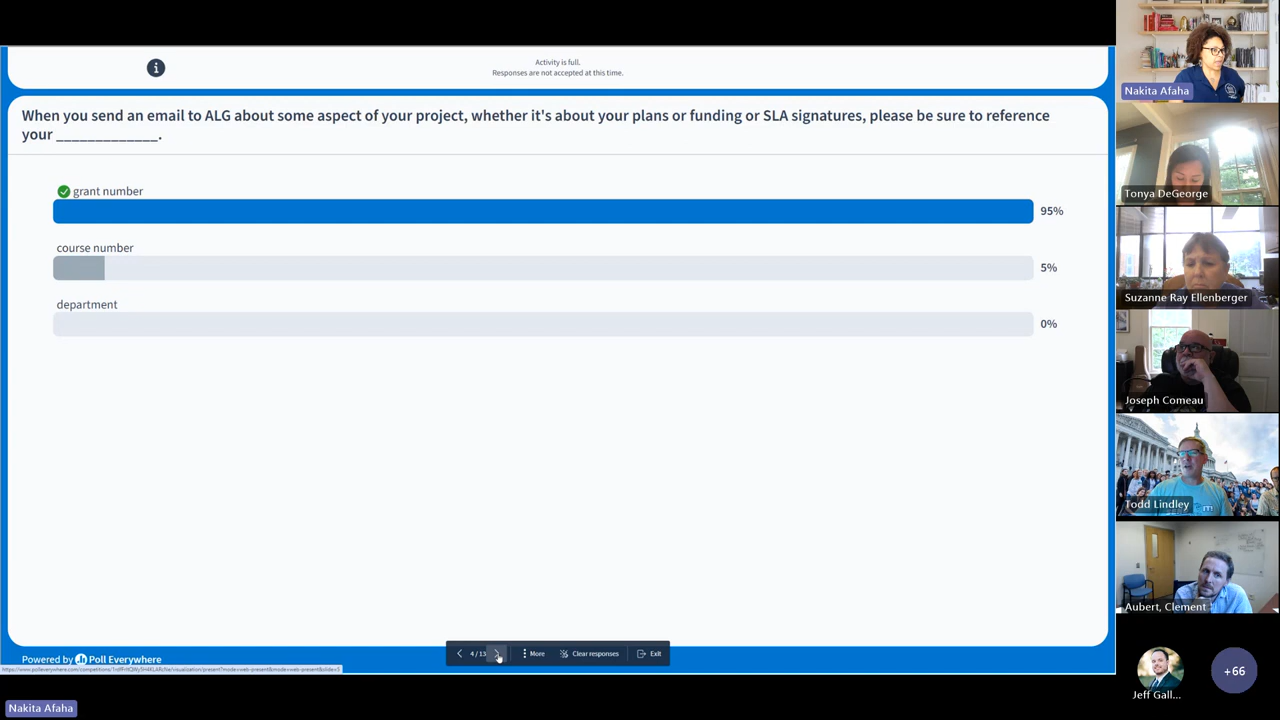 Activity is full.
Responses are not accepted at this time.
When you send an email to ALG about some aspect of your project, whether it's about your plans or funding or SLA signatures, please be sure to reference
your _____________.
grant number
95%
course number
5%
department
0%
4 / 13
More
Clear responses
Exit
Powered by Poll Everywhere
Nakita Afaha
Nakita Afaha
Tonya DeGeorge
Suzanne Ray Ellenberger
Joseph Comeau
Todd Lindley
Aubert, Clement
Jeff Gall...
+66